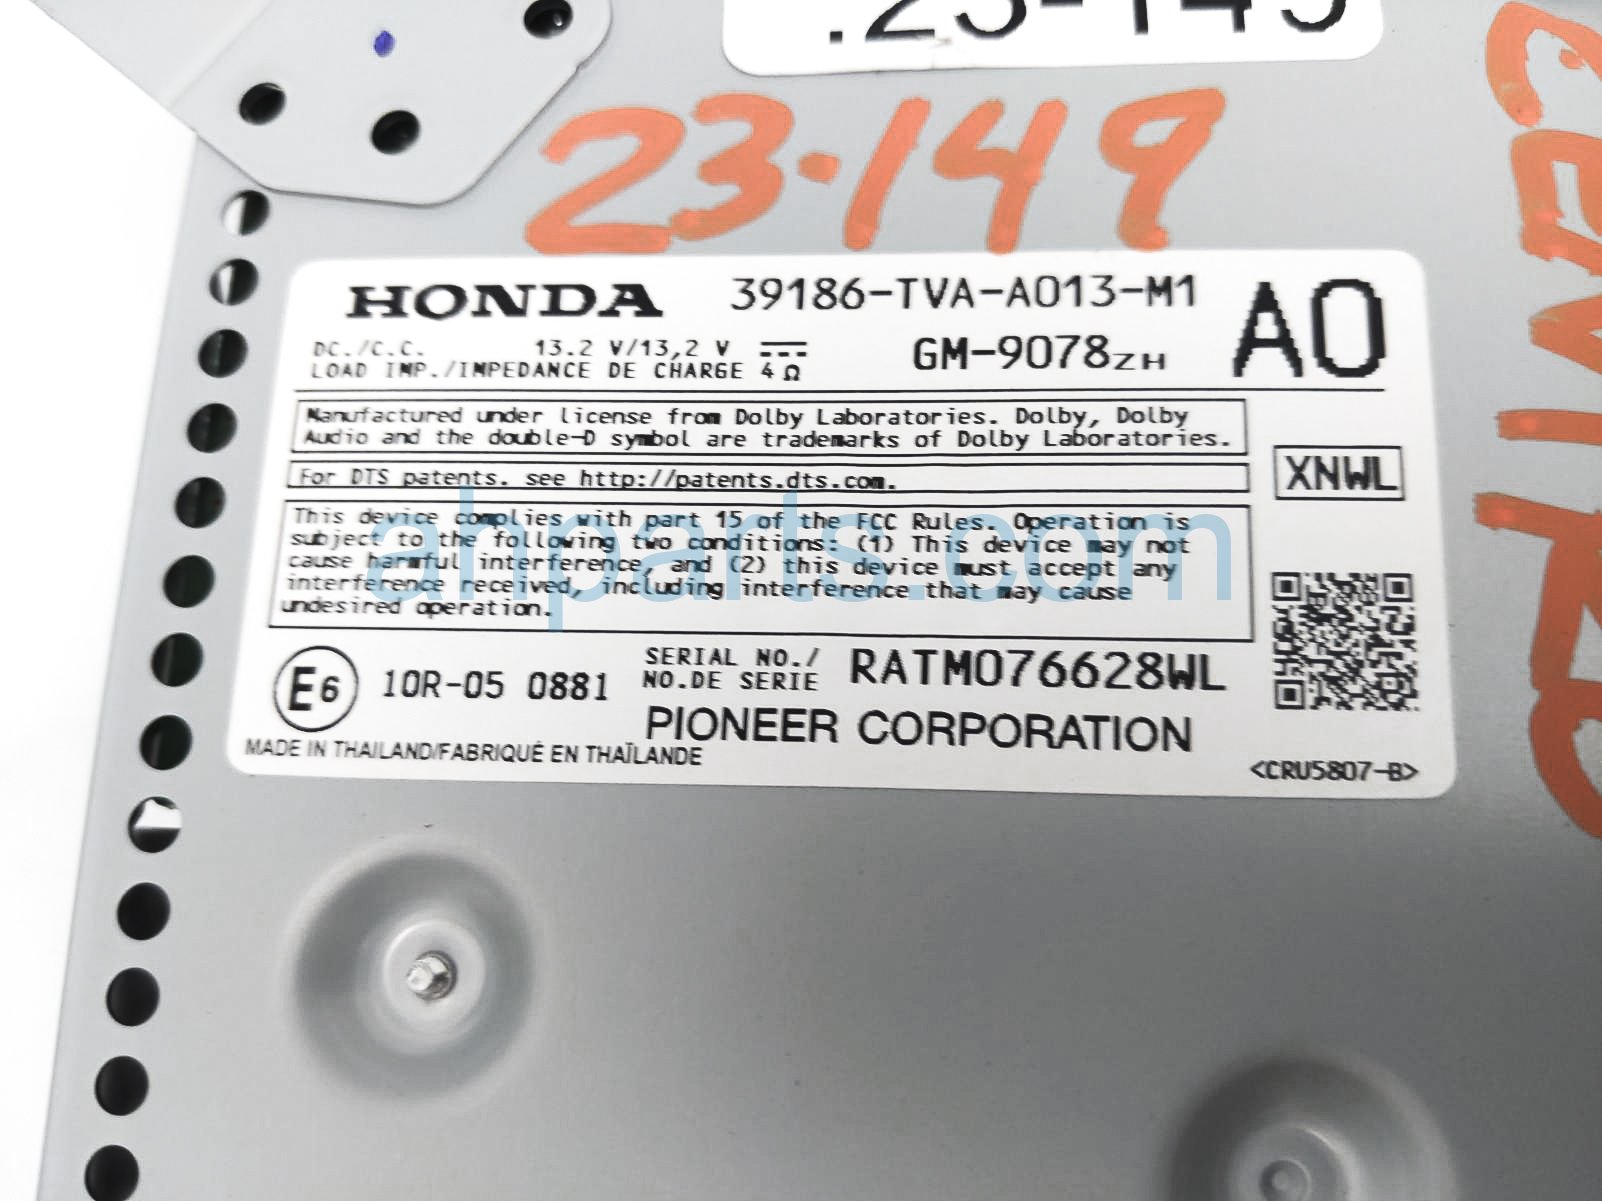 .23-149
23.149
HONDA 39186-TVA-A013-M1 A0
DC./C.C. 13.2 V/13,2 V
LOAD IMP./IMPEDANCE DE CHARGE 4 Ω
GM-9078ZH
Manufactured under license from Dolby Laboratories. Dolby, Dolby
Audio and the double-D symbol are trademarks of Dolby Laboratories.
For DTS patents. see http://patents.dts.com.
XNWL
This device complies with part 15 of the FCC Rules. Operation is
subject to the following two conditions: (1) This device may not
cause harmful interference, and (2) this device must accept any
interference received, including interference that may cause
undesired operation.
ahparts.com
E6 10R-05 0881
SERIAL NO./
NO.DE SERIE
RATM076628WL
PIONEER CORPORATION
MADE IN THAILAND/FABRIQUÉ EN THAÏLANDE
<CRU5807-B>